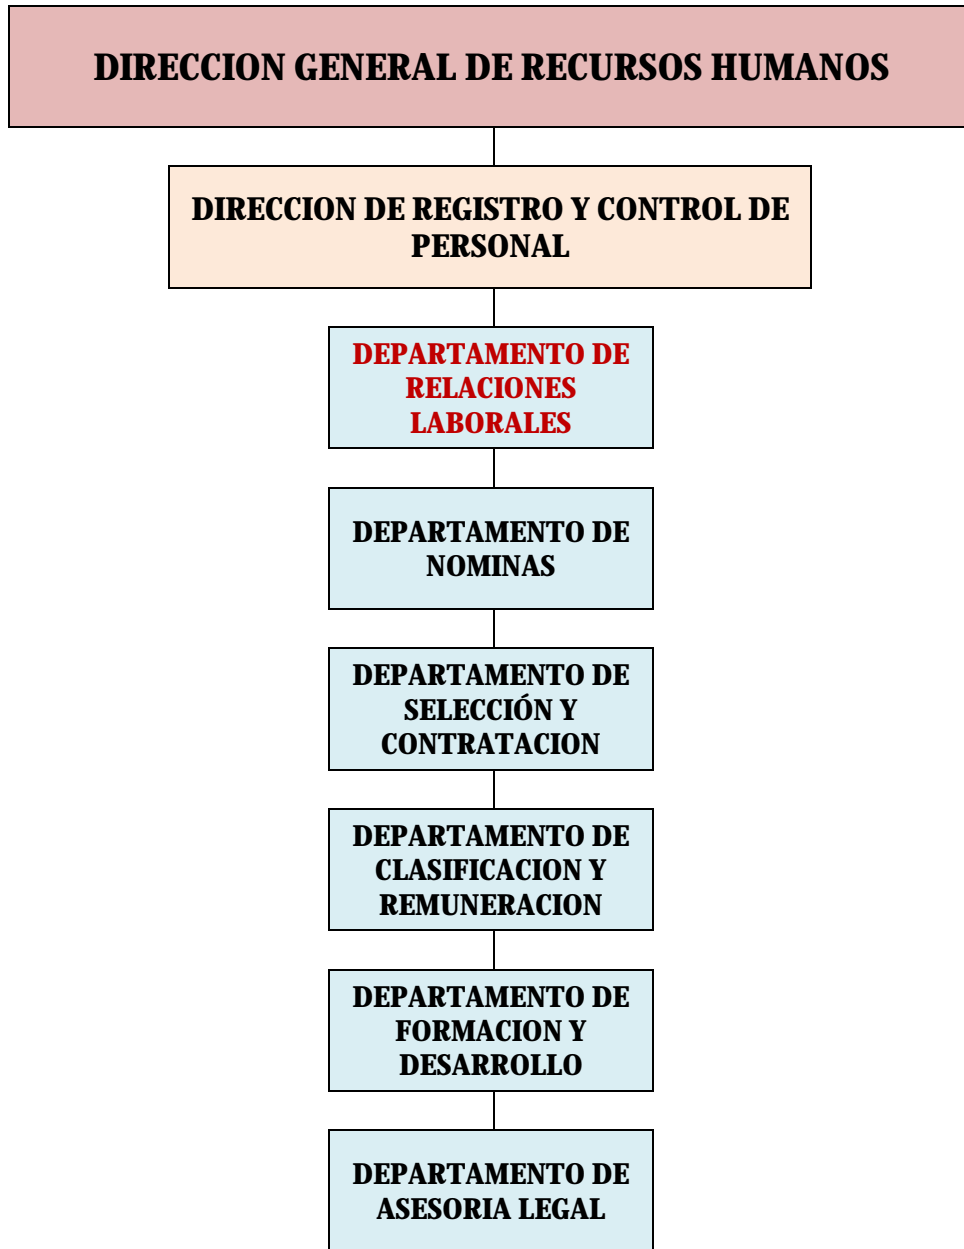 DIRECCION GENERAL DE RECURSOS HUMANOS
DIRECCION DE REGISTRO Y CONTROL DE
PERSONAL
DEPARTAMENTO DE
RELACIONES
LABORALES
DEPARTAMENTO DE
NOMINAS
DEPARTAMENTO DE
SELECCIÓN Y
CONTRATACION
DEPARTAMENTO DE
CLASIFICACION Y
REMUNERACION
DEPARTAMENTO DE
FORMACION Y
DESARROLLO
DEPARTAMENTO DE
ASESORIA LEGAL